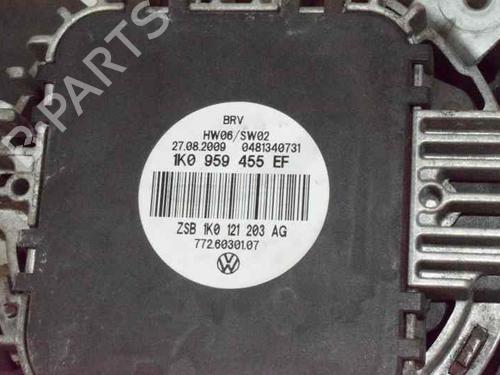 B-PARTS
BRV
HW06/SW02
27.08.2009 0481340731
1K0 959 455 EF
ZSB 1K0 121 203 AG
772.60301.07